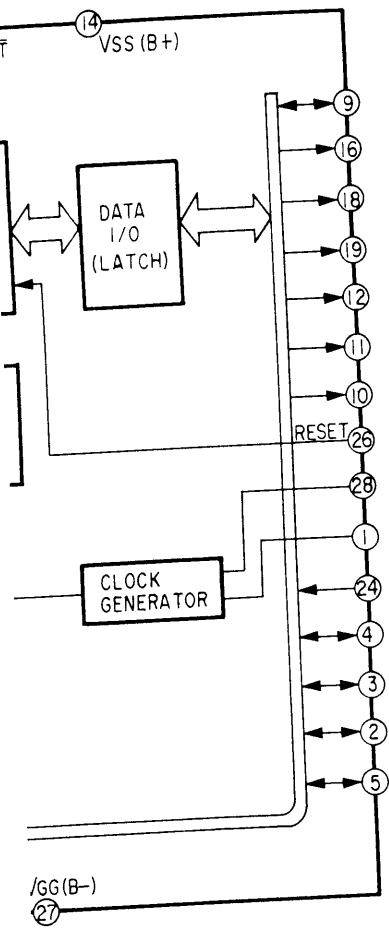 14
VSS (B+)
T
9
16
DATA
I/O
(LATCH)
18
19
12
11
10
RESET
26
28
1
CLOCK
GENERATOR
24
4
3
2
5
/GG(B–)
27